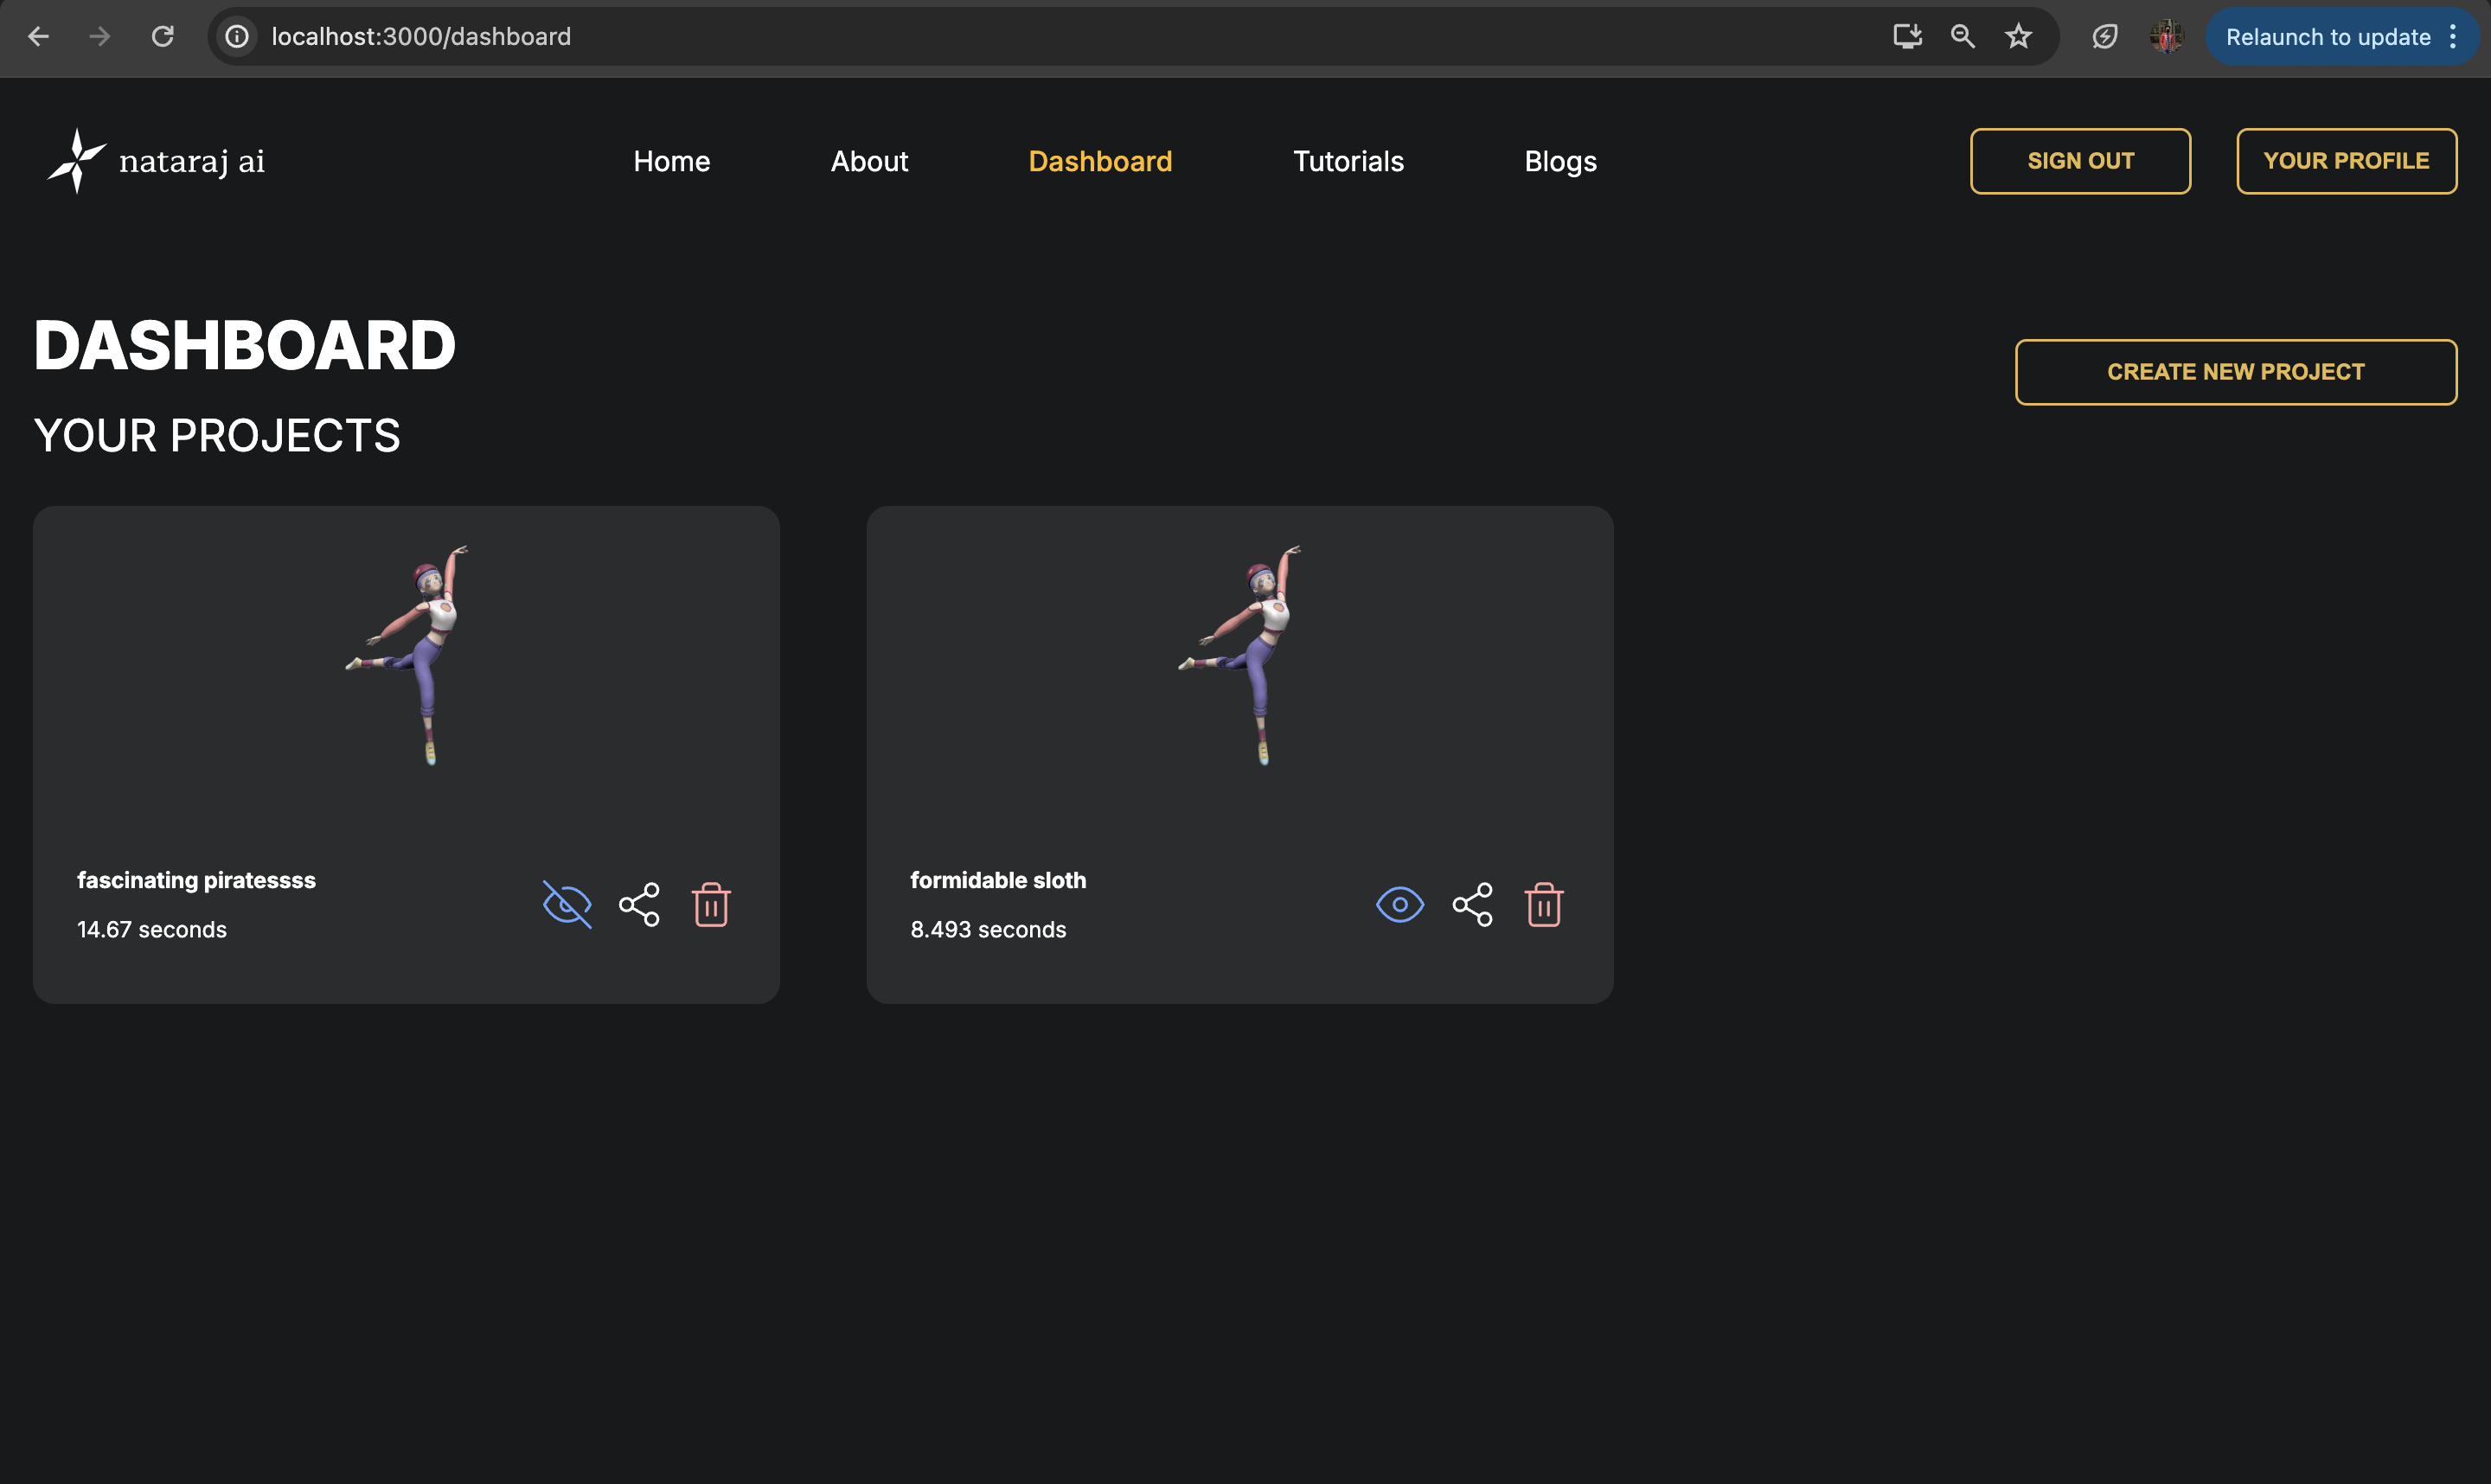 localhost:3000/dashboard
Relaunch to update
nataraj ai
Home About Dashboard Tutorials Blogs
SIGN OUT YOUR PROFILE
DASHBOARD
CREATE NEW PROJECT
YOUR PROJECTS
fascinating piratessss
14.67 seconds
formidable sloth
8.493 seconds